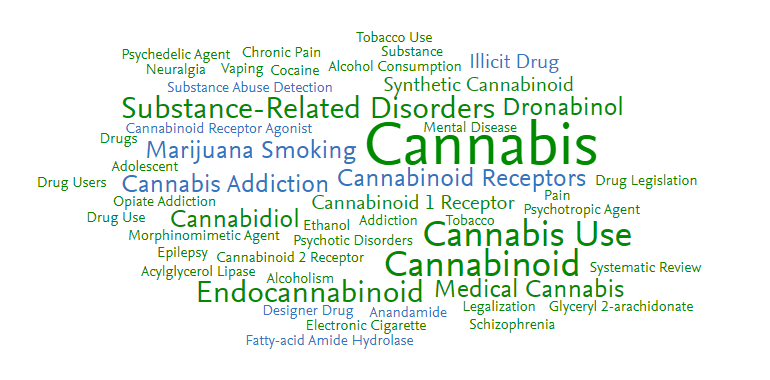 Tobacco Use
Psychedelic Agent
Chronic Pain
Substance
Neuralgia
Vaping
Cocaine
Alcohol Consumption
Illicit Drug
Substance Abuse Detection
Synthetic Cannabinoid
Substance-Related Disorders
Dronabinol
Cannabinoid Receptor Agonist
Mental Disease
Drugs
Marijuana Smoking
Cannabis
Adolescent
Drug Users
Cannabis Addiction
Cannabinoid Receptors
Drug Legislation
Opiate Addiction
Cannabinoid 1 Receptor
Pain
Psychotropic Agent
Drug Use
Cannabidiol
Ethanol
Addiction
Tobacco
Morphinomimetic Agent
Psychotic Disorders
Cannabis Use
Epilepsy
Cannabinoid 2 Receptor
Cannabinoid
Systematic Review
Acylglycerol Lipase
Alcoholism
Endocannabinoid
Medical Cannabis
Designer Drug
Anandamide
Legalization
Glyceryl 2-arachidonate
Electronic Cigarette
Schizophrenia
Fatty-acid Amide Hydrolase